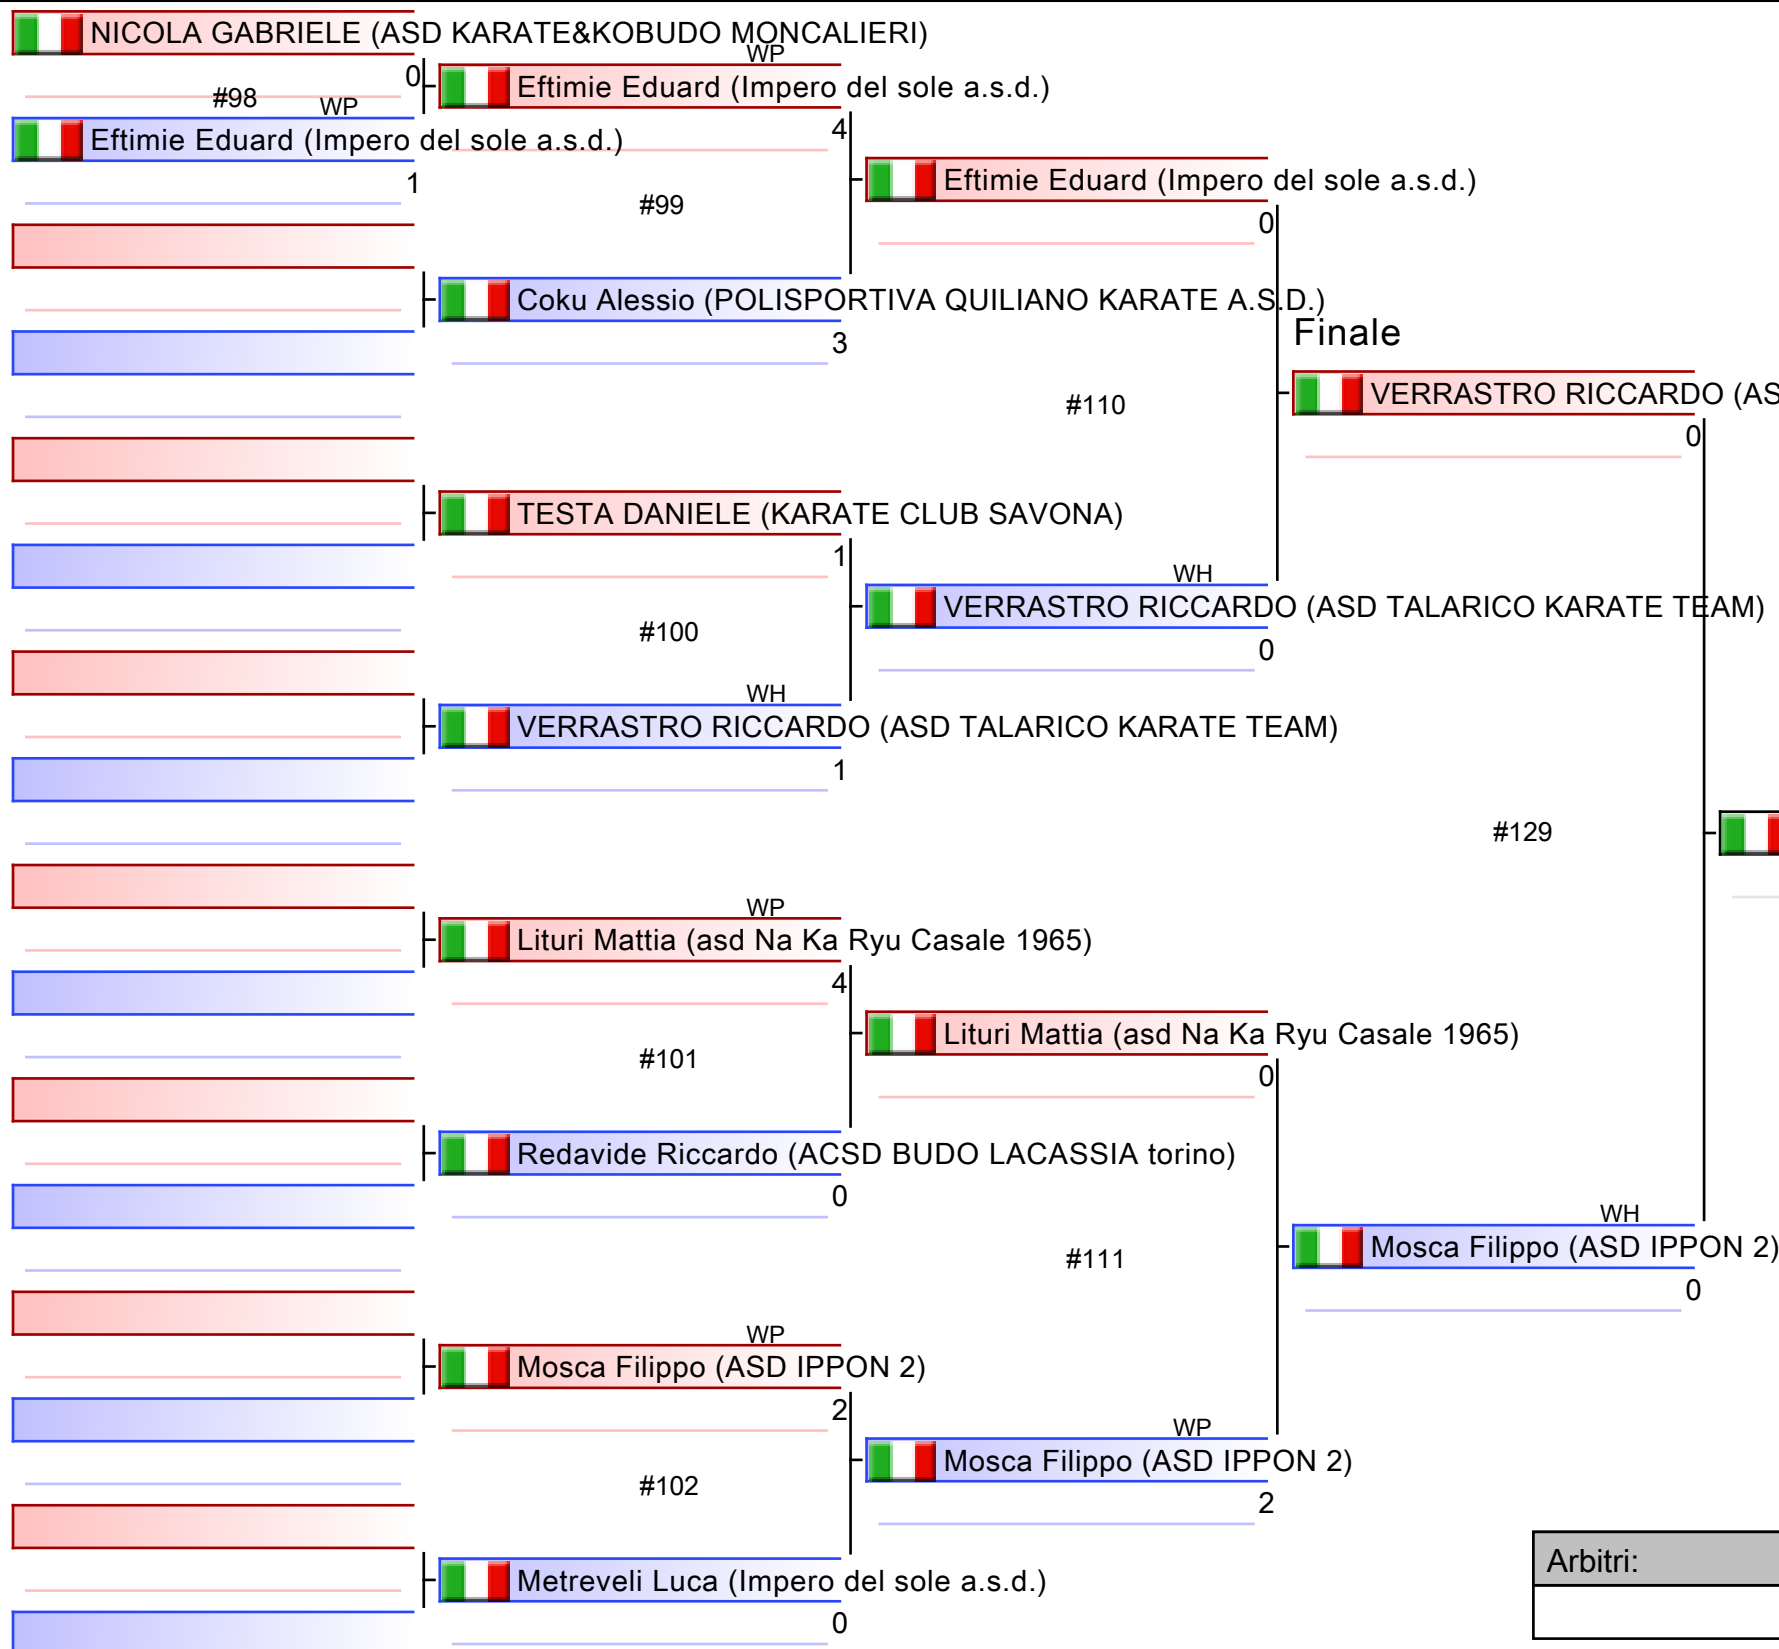 NICOLA GABRIELE (ASD KARATE&KOBUDO MONCALIERI)
WP
0
Eftimie Eduard (Impero del sole a.s.d.)
#98
WP
Eftimie Eduard (Impero del sole a.s.d.)
4
1
Eftimie Eduard (Impero del sole a.s.d.)
#99
0
Coku Alessio (POLISPORTIVA QUILIANO KARATE A.S.D.)
3
Finale
#110
VERRASTRO RICCARDO (AS
0
TESTA DANIELE (KARATE CLUB SAVONA)
1
WH
VERRASTRO RICCARDO (ASD TALARICO KARATE TEAM)
#100
0
WH
VERRASTRO RICCARDO (ASD TALARICO KARATE TEAM)
1
#129
WP
Lituri Mattia (asd Na Ka Ryu Casale 1965)
4
Lituri Mattia (asd Na Ka Ryu Casale 1965)
#101
0
Redavide Riccardo (ACSD BUDO LACASSIA torino)
0
WH
Mosca Filippo (ASD IPPON 2)
#111
0
WP
Mosca Filippo (ASD IPPON 2)
2
WP
Mosca Filippo (ASD IPPON 2)
#102
2
Arbitri:
Metreveli Luca (Impero del sole a.s.d.)
0